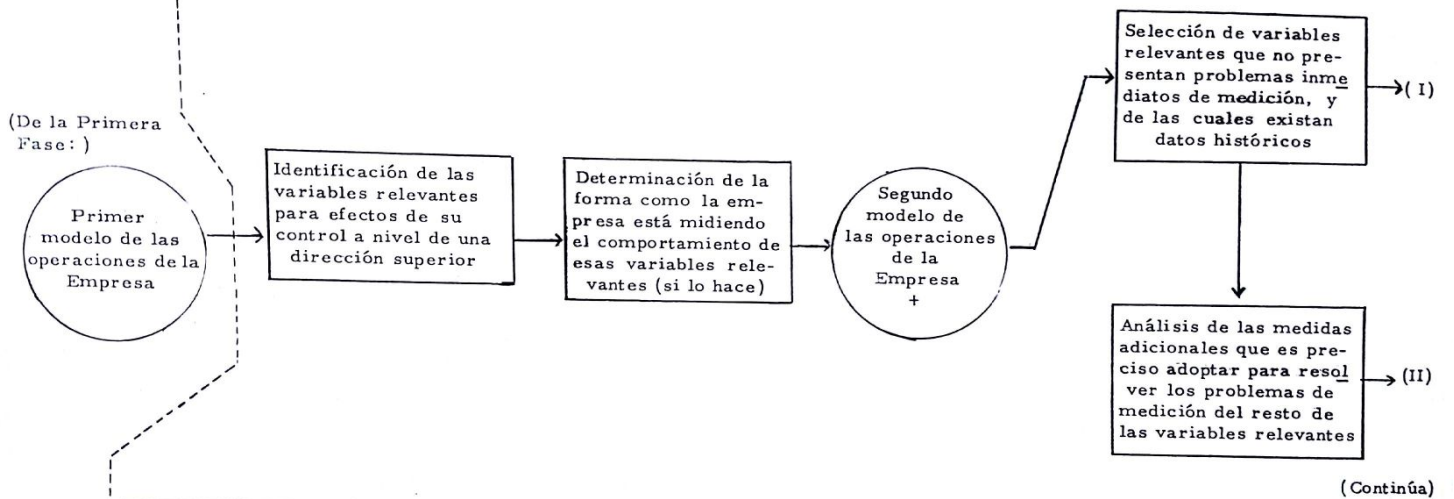 (De la Primera
Fase: )
Primer
modelo de las
operaciones de la
Empresa
Identificación de las
variables relevantes
para efectos de su
control a nivel de una
dirección superior
Determinación de la
forma como la em-
presa está midiendo
el comportamiento de
esas variables rele-
vantes (si lo hace)
Segundo
modelo de
las operaciones
de la
Empresa
+
Selección de variables
relevantes que no pre-
sentan problemas inme
diatos de medición, y
de las cuales existan
datos históricos
(I)
Análisis de las medidas
adicionales que es pre-
ciso adoptar para resol
ver los problemas de
medición del resto de
las variables relevantes
(II)
(Continúa)